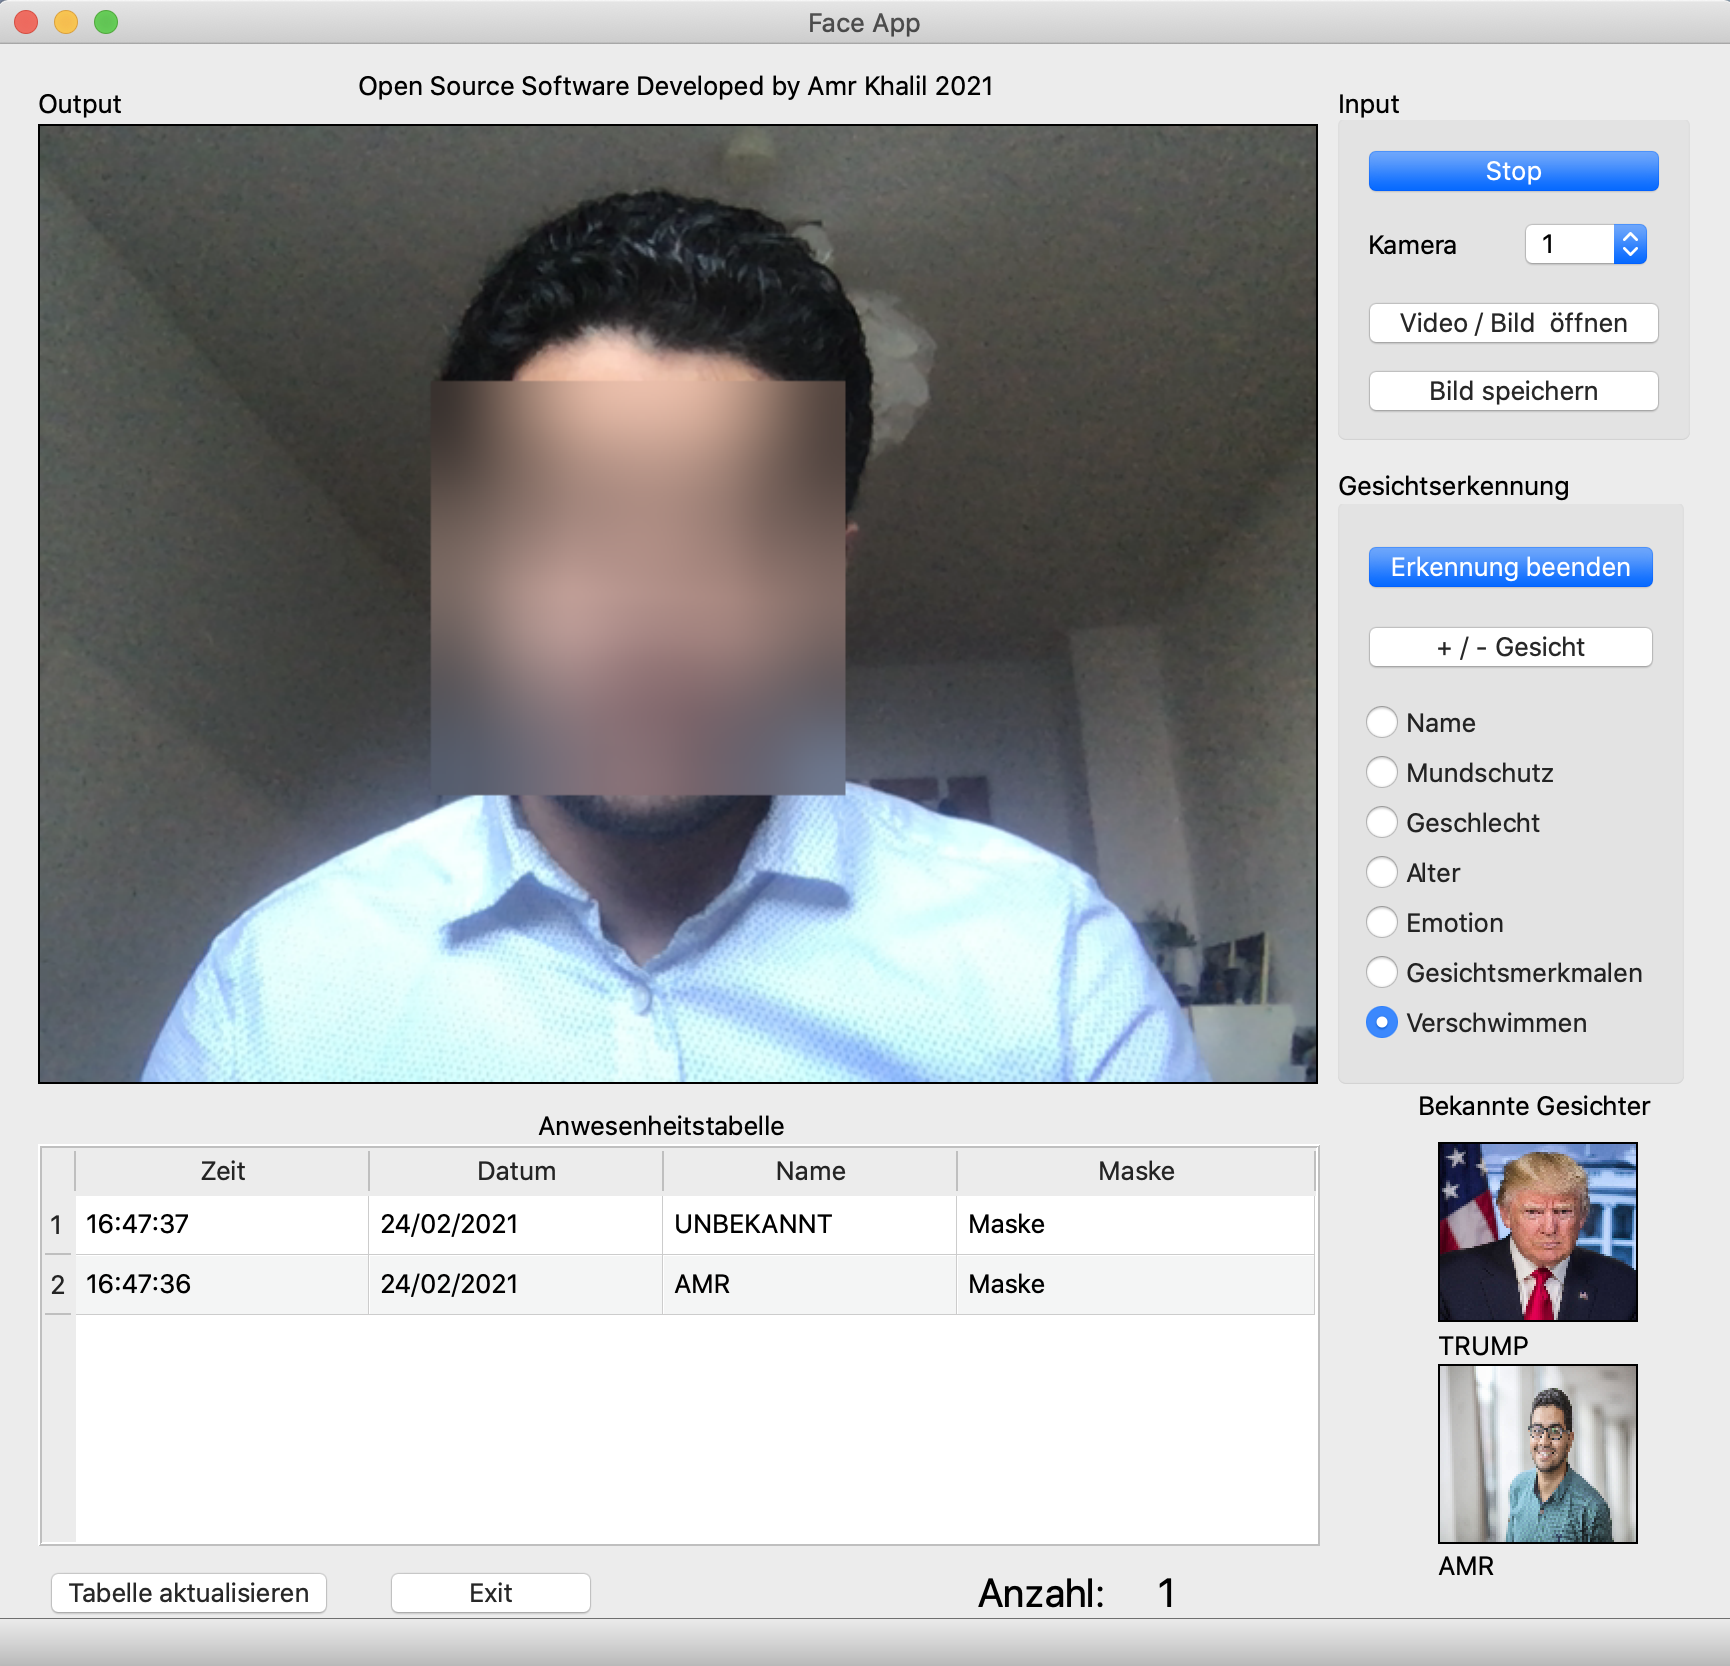 Face App
Open Source Software Developed by Amr Khalil 2021
Output
Input
Stop
Kamera 1
Video / Bild öffnen
Bild speichern
Gesichtserkennung
Erkennung beenden
+ / - Gesicht
Name
Mundschutz
Geschlecht
Alter
Emotion
Gesichtsmerkmalen
Verschwimmen
Anwesenheitstabelle
Zeit Datum Name Maske
1 16:47:37 24/02/2021 UNBEKANNT Maske
2 16:47:36 24/02/2021 AMR Maske
Bekannte Gesichter
TRUMP
AMR
Tabelle aktualisieren Exit Anzahl: 1